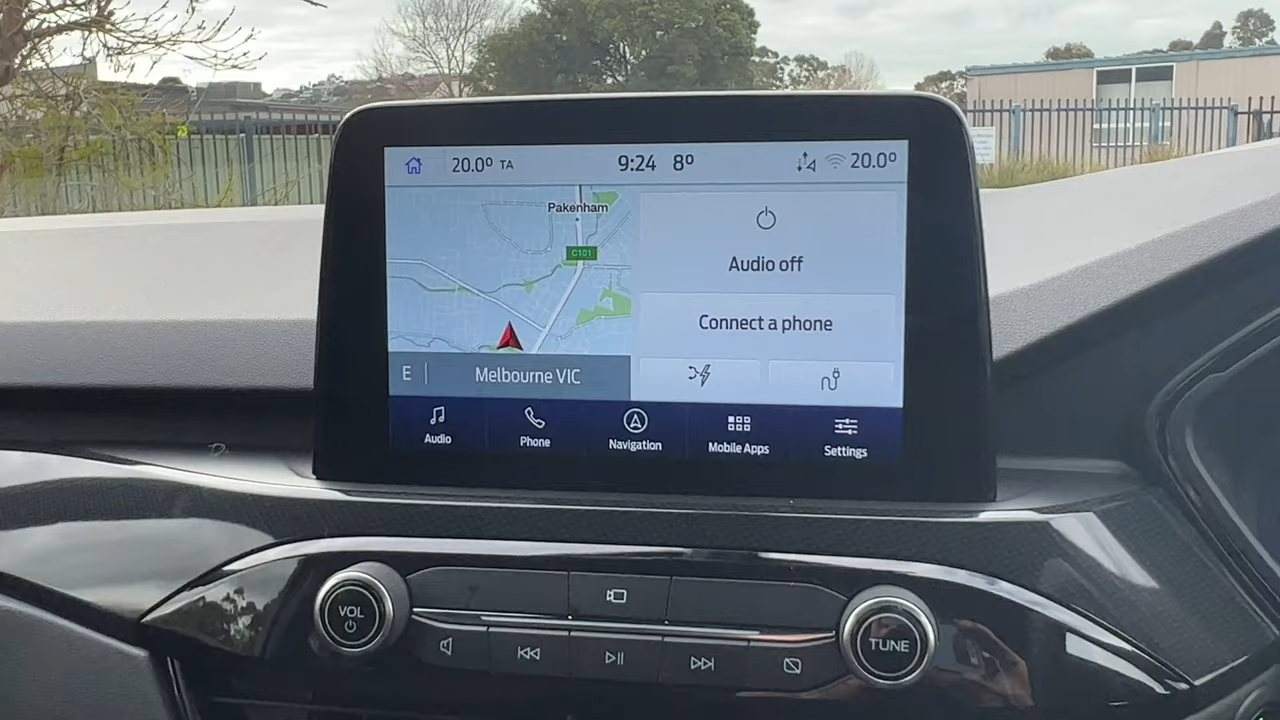 20.0° TA 9:24 8° 20.0°
Pakenham
C101
Audio off
Connect a phone
E Melbourne VIC
Audio Phone Navigation Mobile Apps Settings
VOL
TUNE